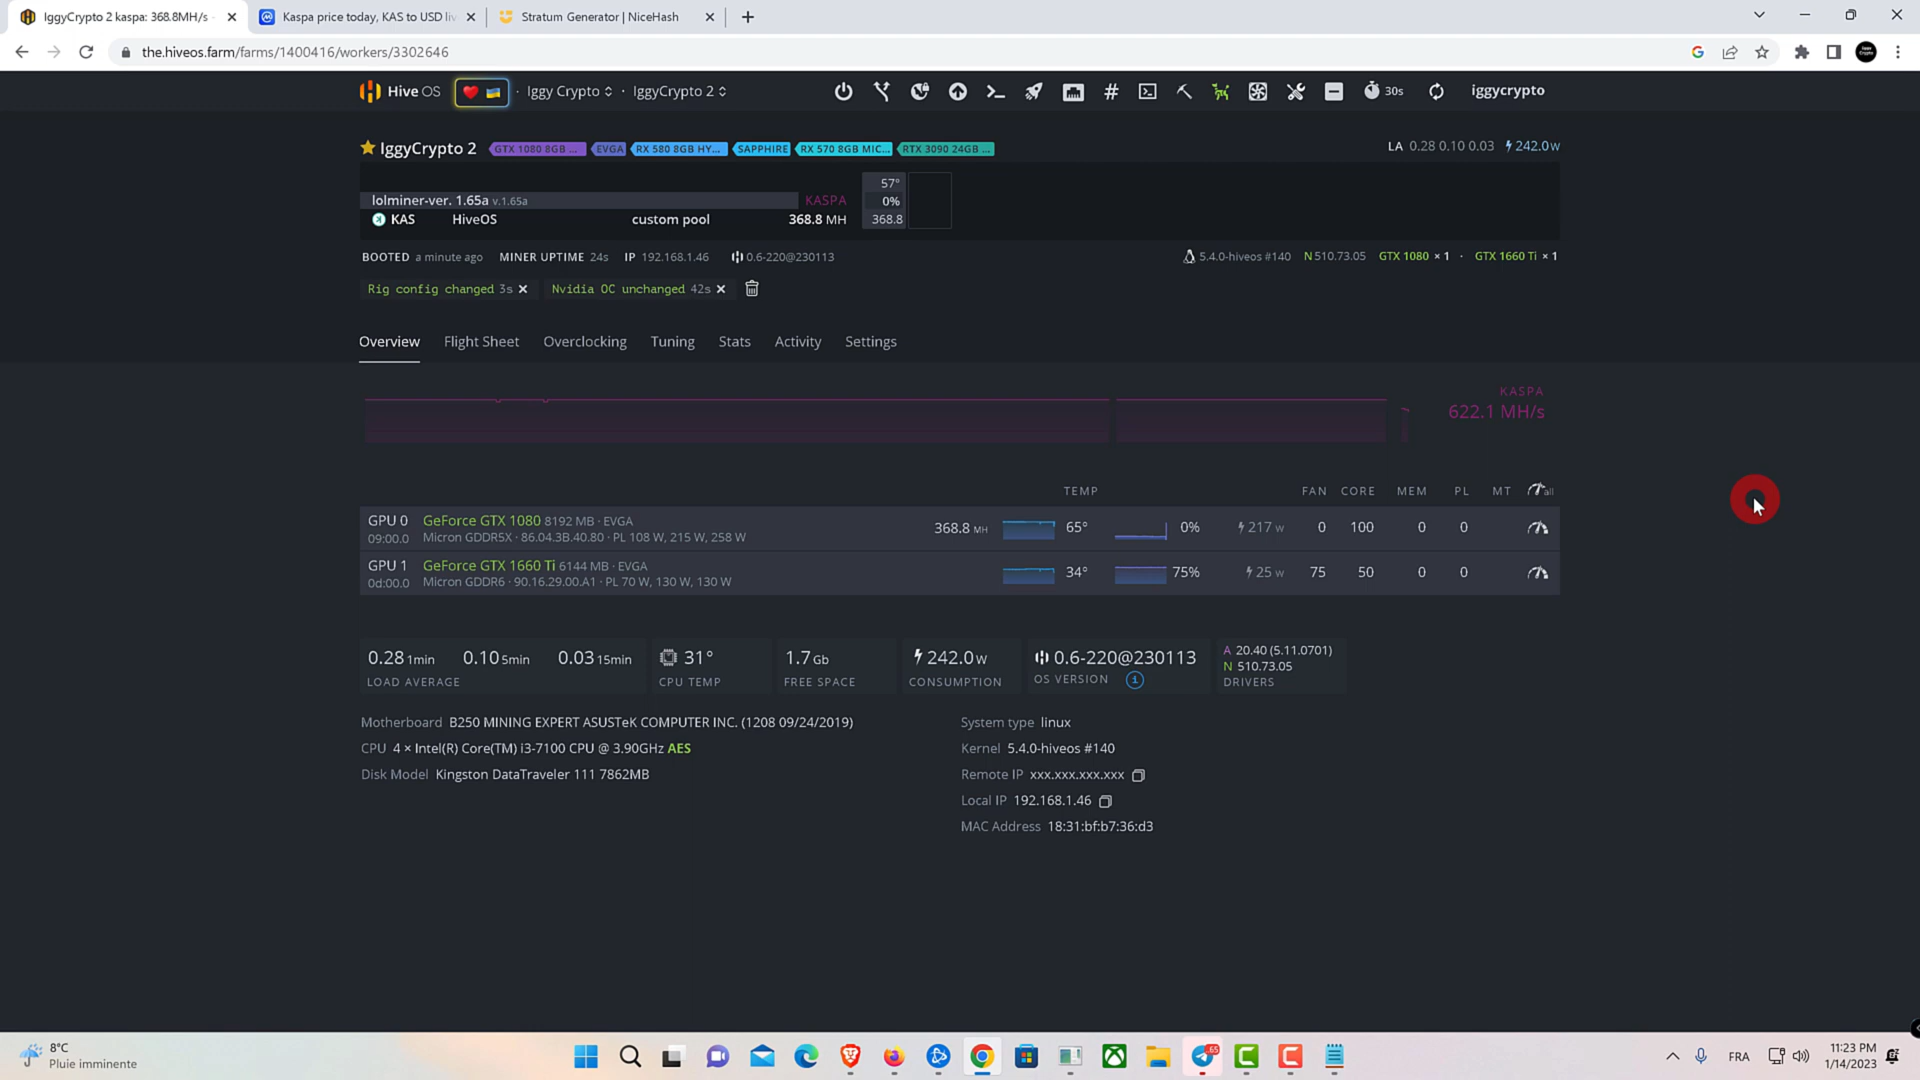 IggyCrypto 2 kaspa: 368.8MH/s -
Kaspa price today, KAS to USD liv
Stratum Generator | NiceHash
the.hiveos.farm/farms/1400416/workers/3302646
Hive OS · Iggy Crypto · IggyCrypto 2 30s iggycrypto
IggyCrypto 2 GTX 1080 8GB ... EVGA RX 580 8GB HY... SAPPHIRE RX 570 8GB MIC... RTX 3090 24GB ... LA 0.28 0.10 0.03 242.0W
57°
lolminer-ver. 1.65a v.1.65a KASPA 0%
KAS HiveOS custom pool 368.8 MH 368.8
BOOTED a minute ago MINER UPTIME 24s IP 192.168.1.46 0.6-220@230113 5.4.0-hiveos #140 N 510.73.05 GTX 1080 × 1 · GTX 1660 Ti × 1
Rig config changed 3s Nvidia OC unchanged 42s
Overview Flight Sheet Overclocking Tuning Stats Activity Settings
KASPA
622.1 MH/s
TEMP FAN CORE MEM PL MT all
GPU 0 GeForce GTX 1080 8192 MB · EVGA 368.8 MH 65° 0% 217 W 0 100 0 0
09:00.0 Micron GDDR5X · 86.04.3B.40.80 · PL 108 W, 215 W, 258 W
GPU 1 GeForce GTX 1660 Ti 6144 MB · EVGA 34° 75% 25 W 75 50 0 0
0d:00.0 Micron GDDR6 · 90.16.29.00.A1 · PL 70 W, 130 W, 130 W
0.28 1min 0.10 5min 0.03 15min 31° 1.7 Gb 242.0 W 0.6-220@230113 A 20.40 (5.11.0701)
N 510.73.05
LOAD AVERAGE CPU TEMP FREE SPACE CONSUMPTION OS VERSION DRIVERS
Motherboard B250 MINING EXPERT ASUSTeK COMPUTER INC. (1208 09/24/2019)
CPU 4 × Intel(R) Core(TM) i3-7100 CPU @ 3.90GHz AES
Disk Model Kingston DataTraveler 111 7862MB
System type linux
Kernel 5.4.0-hiveos #140
Remote IP xxx.xxx.xxx.xxx
Local IP 192.168.1.46
MAC Address 18:31:bf:b7:36:d3
8°C
Pluie imminente
65
FRA
11:23 PM
1/14/2023